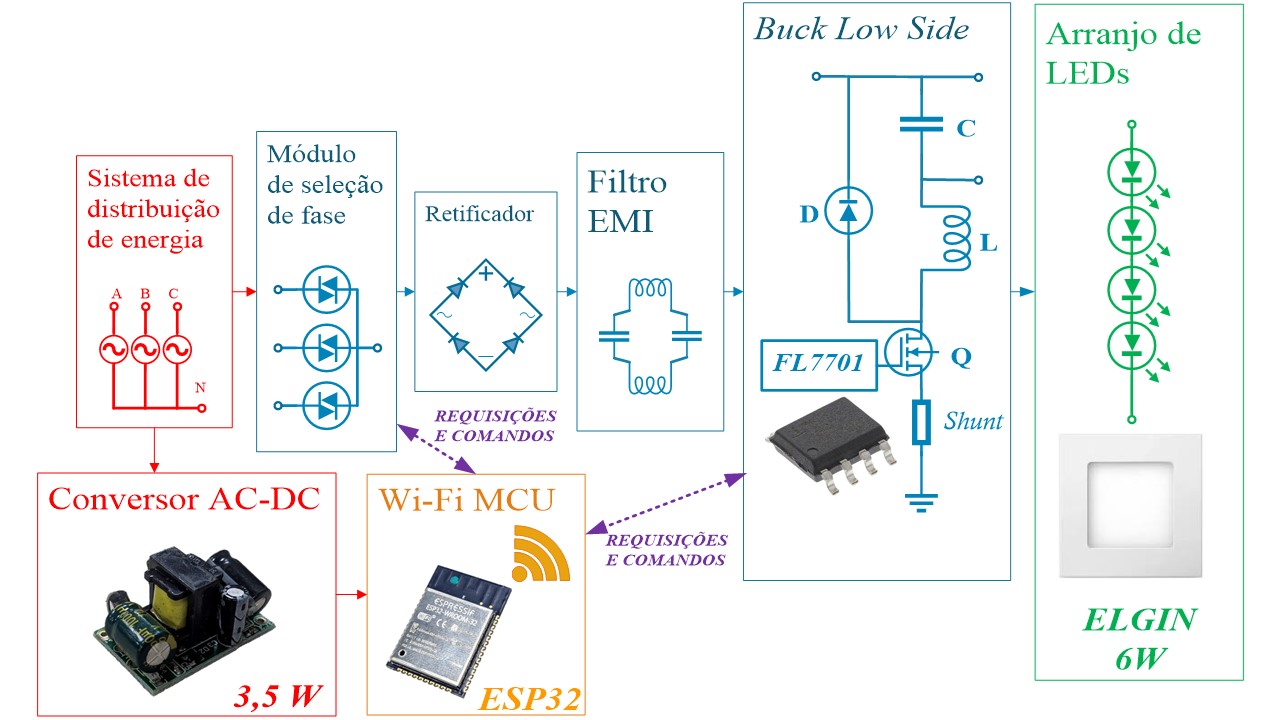 Sistema de
distribuição
de energia
A B C
N
Módulo
de seleção
de fase
Retificador
+
~ ~
_
Filtro
EMI
Buck Low Side
C
D
L
FL7701
Q
Shunt
Arranjo de
LEDs
ELGIN
6W
REQUISIÇÕES
E COMANDOS
REQUISIÇÕES
E COMANDOS
Conversor AC-DC
3,5 W
Wi-Fi MCU
ESP32-WROOM-32
ESP32